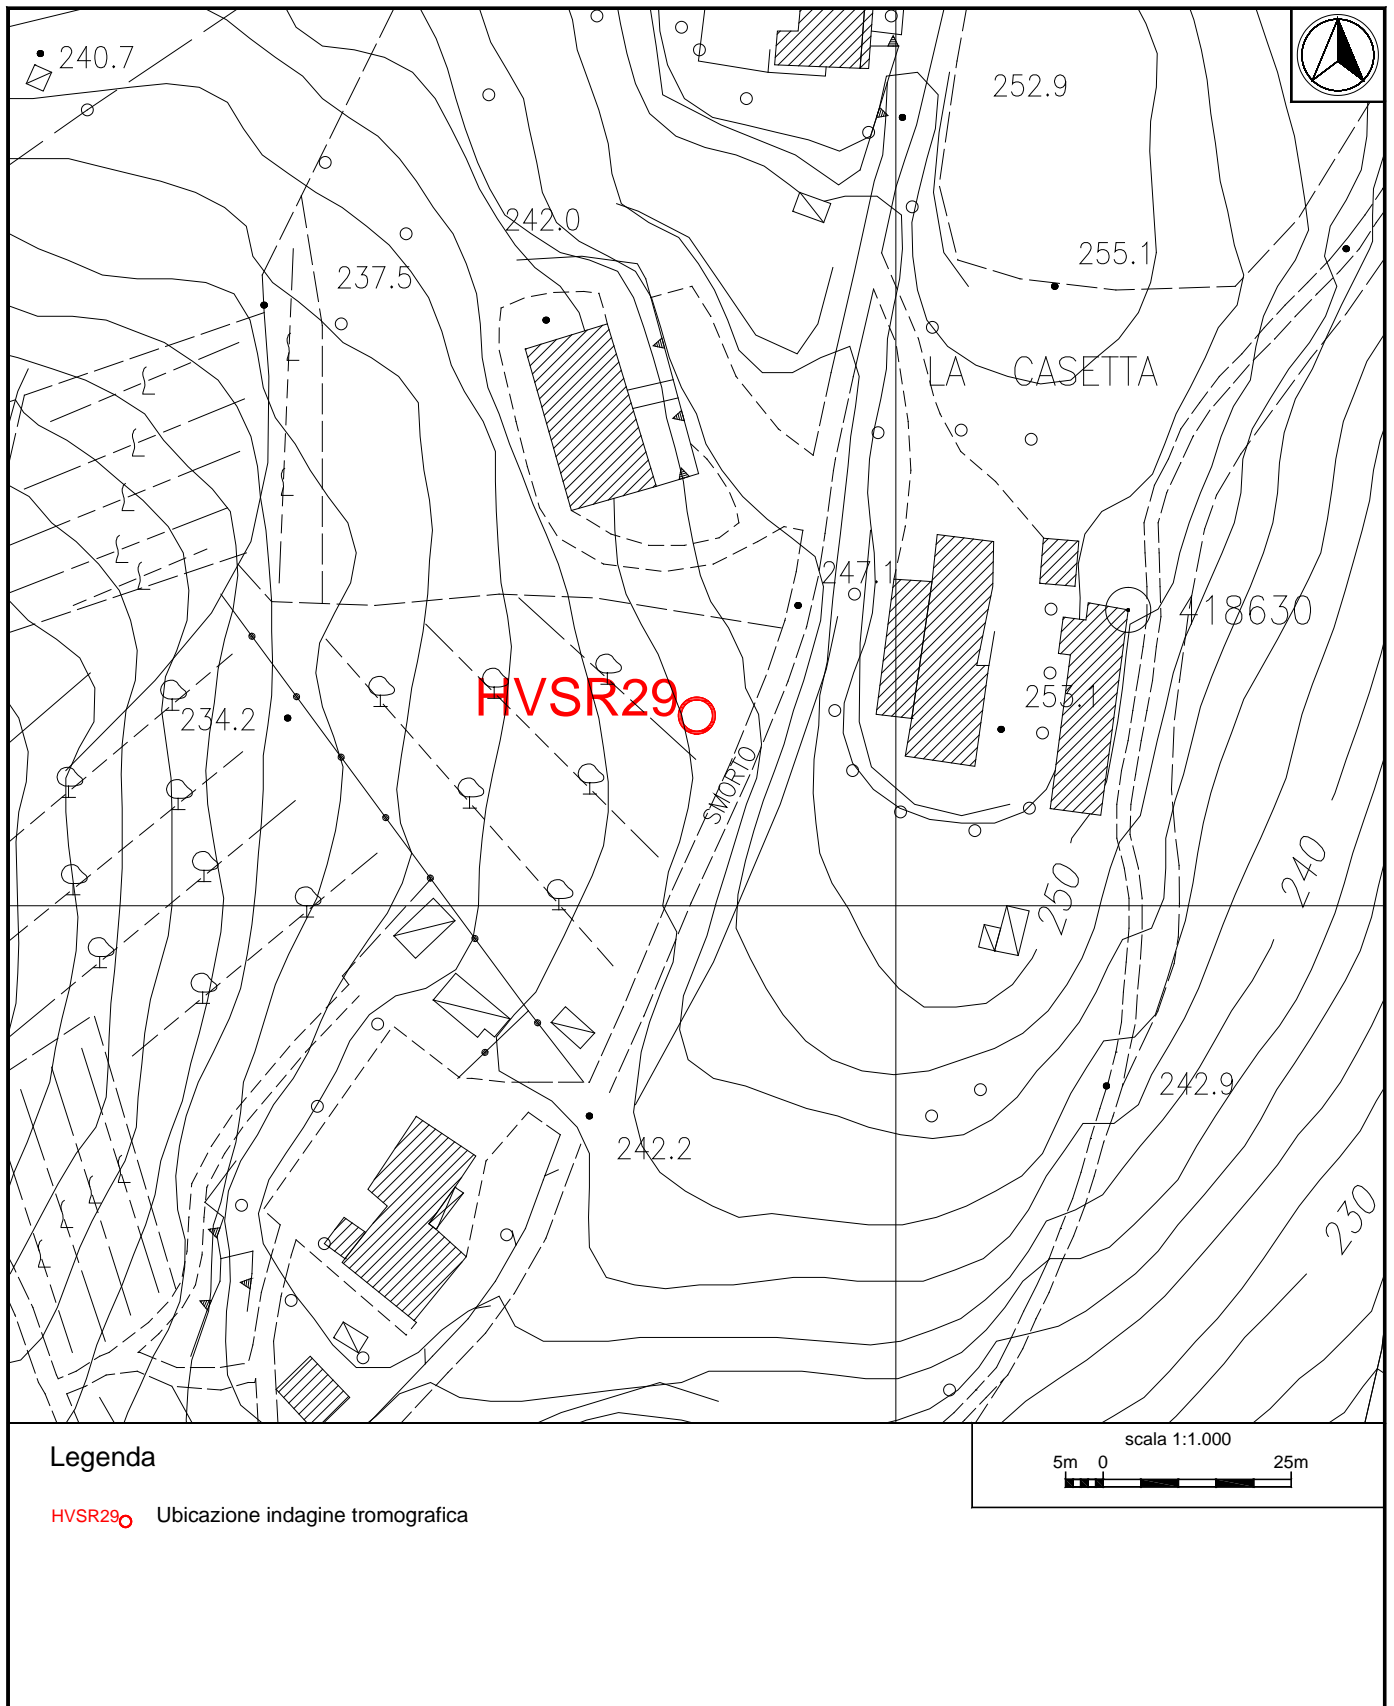 240.7
252.9
242.0
237.5
255.1
LA CASETTA
247.1
418630
HVSR29
253.1
234.2
SMORTO
240
250
242.9
242.2
230
Legenda
HVSR29 Ubicazione indagine tromografica
scala 1:1.000
5m 0 25m